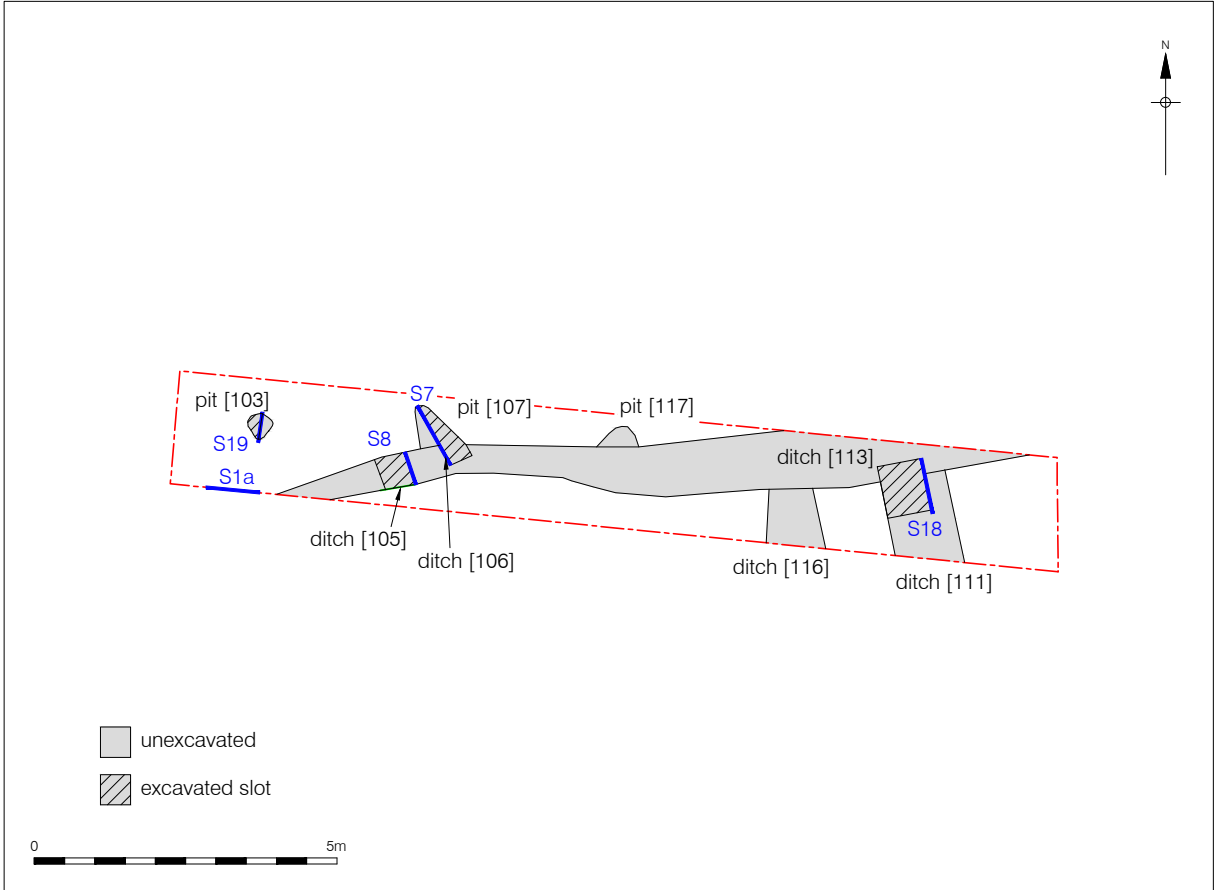 N
S7
pit [103]
pit [107]
pit [117]
S19
S8
ditch [113]
S1a
S18
ditch [105]
ditch [106]
ditch [116]
ditch [111]
unexcavated
excavated slot
0
5m